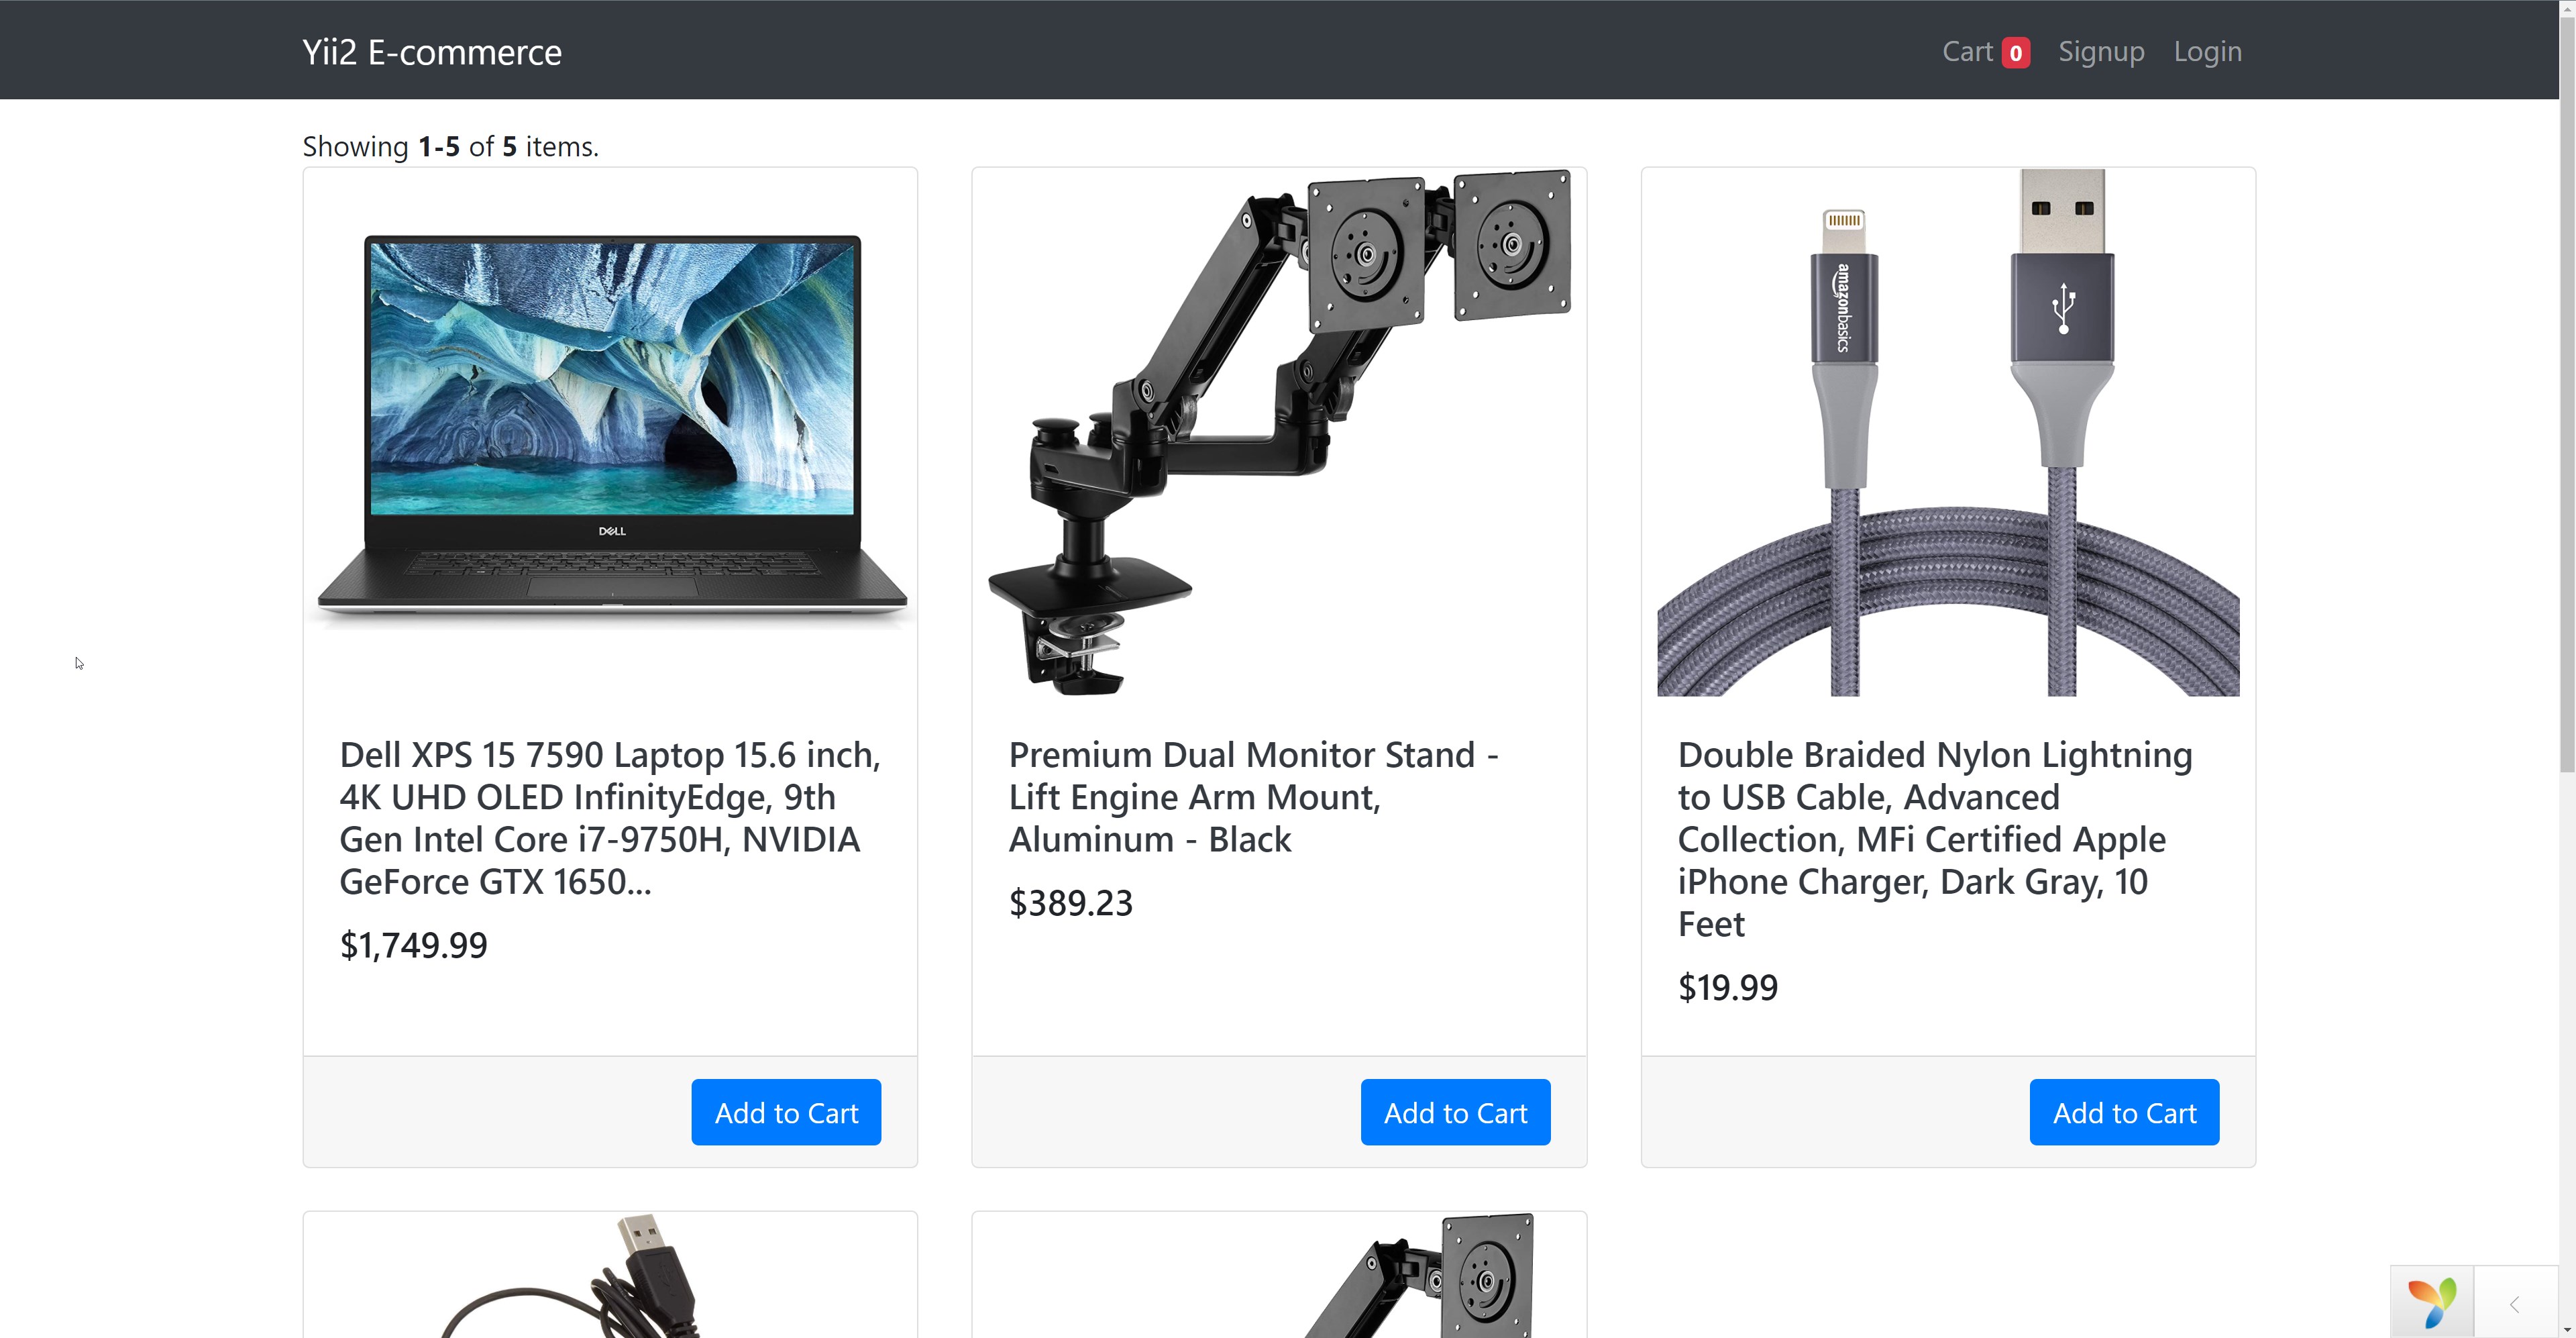 Yii2 E-commerce
Cart 0 Signup Login
Showing 1-5 of 5 items.
DELL
amazonbasics
Dell XPS 15 7590 Laptop 15.6 inch,
4K UHD OLED InfinityEdge, 9th
Gen Intel Core i7-9750H, NVIDIA
GeForce GTX 1650...
$1,749.99
Add to Cart
Premium Dual Monitor Stand -
Lift Engine Arm Mount,
Aluminum - Black
$389.23
Add to Cart
Double Braided Nylon Lightning
to USB Cable, Advanced
Collection, MFi Certified Apple
iPhone Charger, Dark Gray, 10
Feet
$19.99
Add to Cart